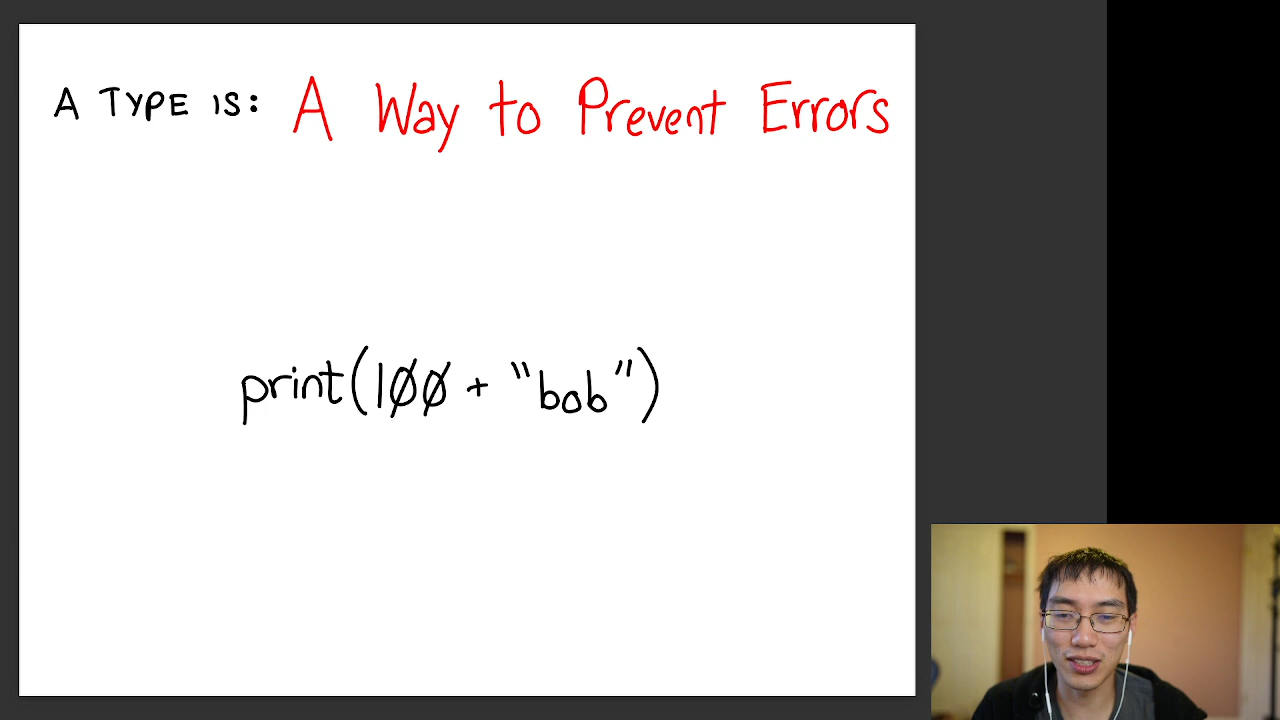 A TYPE IS: A Way to Prevent Errors
print(100 + "bob")